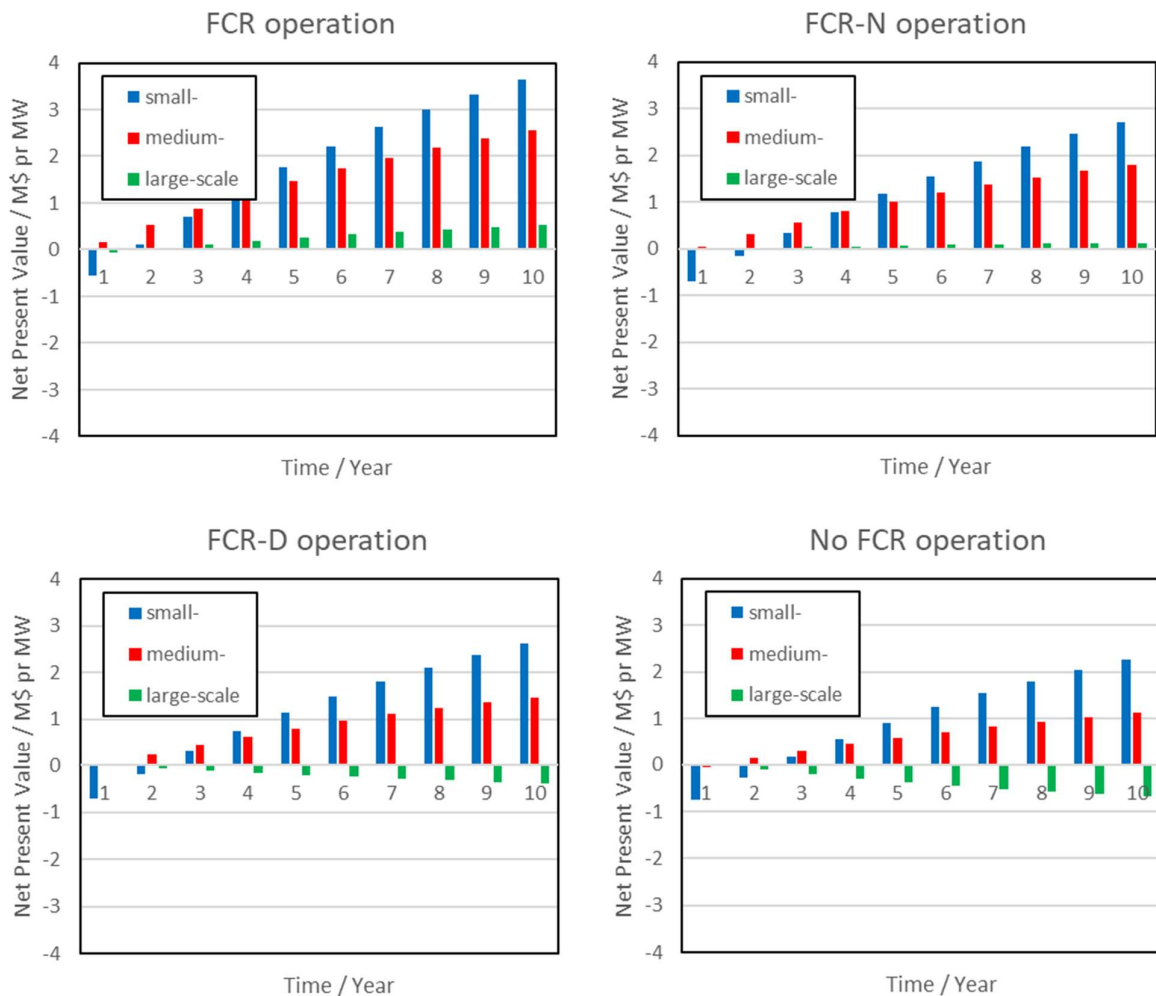 FCR operation
Net Present Value / M$ pr MW
4
3
2
1
0
-1
-2
-3
-4
small-
medium-
large-scale
1 2 3 4 5 6 7 8 9 10
Time / Year
FCR-N operation
Net Present Value / M$ pr MW
4
3
2
1
0
-1
-2
-3
-4
small-
medium-
large-scale
1 2 3 4 5 6 7 8 9 10
Time / Year
FCR-D operation
Net Present Value / M$ pr MW
4
3
2
1
0
-1
-2
-3
-4
small-
medium-
large-scale
1 2 3 4 5 6 7 8 9 10
Time / Year
No FCR operation
Net Present Value / M$ pr MW
4
3
2
1
0
-1
-2
-3
-4
small-
medium-
large-scale
1 2 3 4 5 6 7 8 9 10
Time / Year